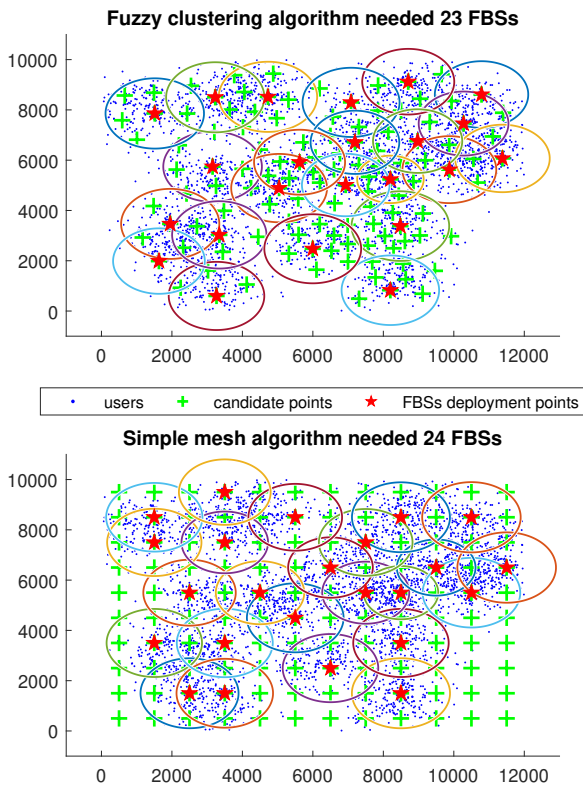 Fuzzy clustering algorithm needed 23 FBSs
10000
8000
6000
4000
2000
0
0 2000 4000 6000 8000 10000 12000
users candidate points FBSs deployment points
Simple mesh algorithm needed 24 FBSs
10000
8000
6000
4000
2000
0
0 2000 4000 6000 8000 10000 12000